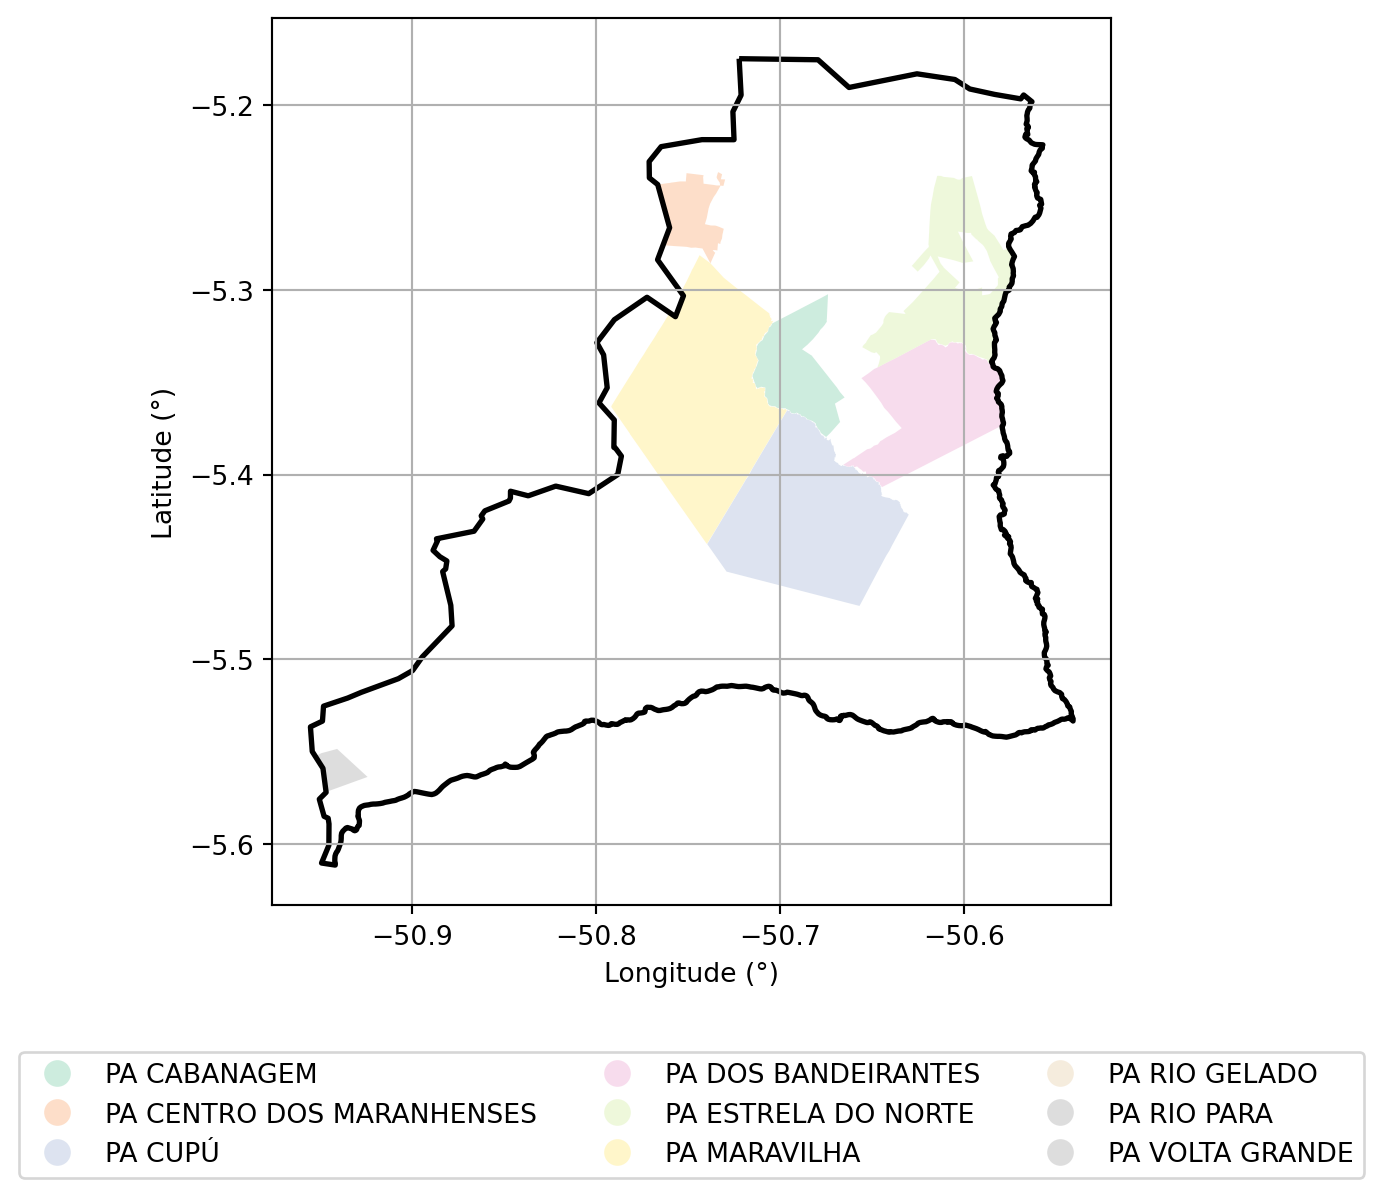 −5.2
−5.3
−5.4
−5.5
−5.6
Latitude (°)
−50.9 −50.8 −50.7 −50.6
Longitude (°)
PA CABANAGEM
PA CENTRO DOS MARANHENSES
PA CUPÚ
PA DOS BANDEIRANTES
PA ESTRELA DO NORTE
PA MARAVILHA
PA RIO GELADO
PA RIO PARA
PA VOLTA GRANDE